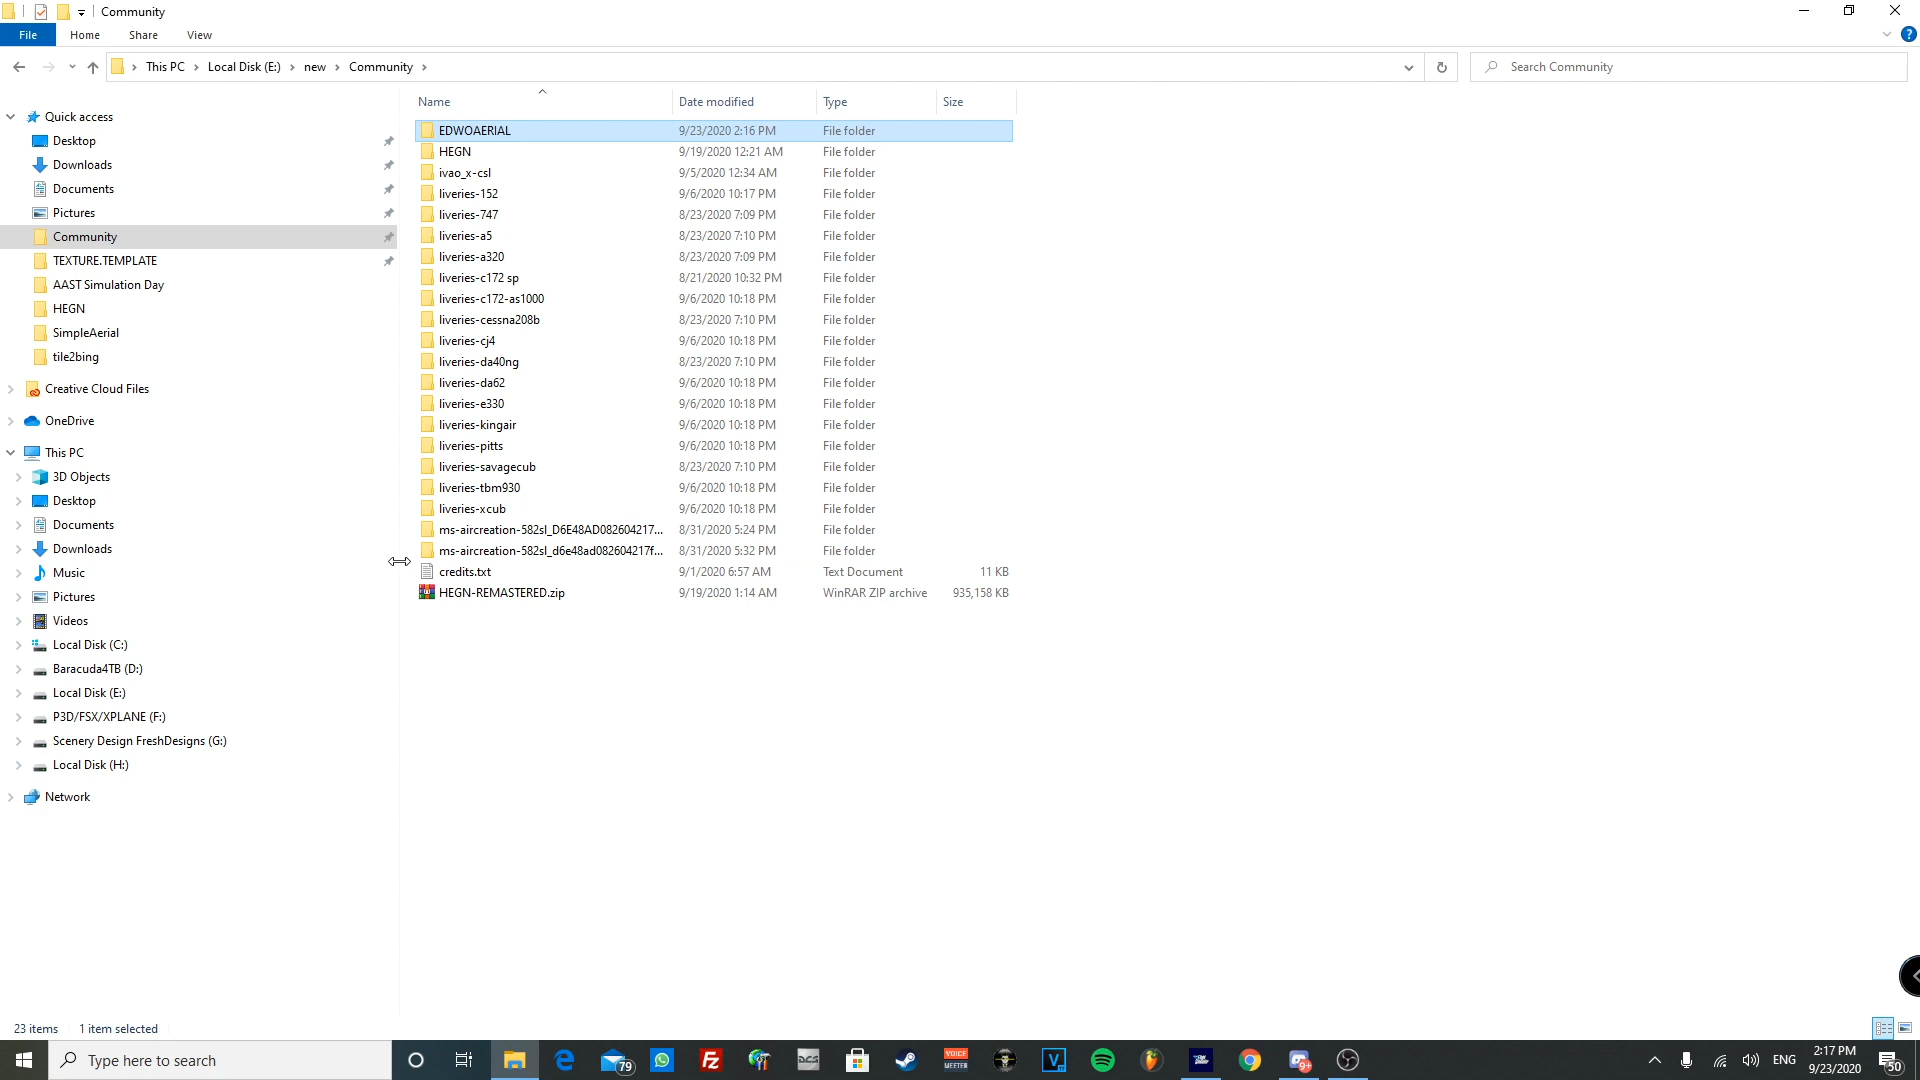 Community
File Home Share View
This PC Local Disk (E:) new Community
Search Community
Name Date modified Type Size
Quick access
Desktop
Downloads
Documents
Pictures
Community
TEXTURE.TEMPLATE
AAST Simulation Day
HEGN
SimpleAerial
tile2bing
Creative Cloud Files
OneDrive
This PC
3D Objects
Desktop
Documents
Downloads
Music
Pictures
Videos
Local Disk (C:)
Baracuda4TB (D:)
Local Disk (E:)
P3D/FSX/XPLANE (F:)
Scenery Design FreshDesigns (G:)
Local Disk (H:)
Network
EDWOAERIAL 9/23/2020 2:16 PM File folder
HEGN 9/19/2020 12:21 AM File folder
ivao_x-csl 9/5/2020 12:34 AM File folder
liveries-152 9/6/2020 10:17 PM File folder
liveries-747 8/23/2020 7:09 PM File folder
liveries-a5 8/23/2020 7:10 PM File folder
liveries-a320 8/23/2020 7:09 PM File folder
liveries-c172 sp 8/21/2020 10:32 PM File folder
liveries-c172-as1000 9/6/2020 10:18 PM File folder
liveries-cessna208b 8/23/2020 7:10 PM File folder
liveries-cj4 9/6/2020 10:18 PM File folder
liveries-da40ng 8/23/2020 7:10 PM File folder
liveries-da62 9/6/2020 10:18 PM File folder
liveries-e330 9/6/2020 10:18 PM File folder
liveries-kingair 9/6/2020 10:18 PM File folder
liveries-pitts 9/6/2020 10:18 PM File folder
liveries-savagecub 8/23/2020 7:10 PM File folder
liveries-tbm930 9/6/2020 10:18 PM File folder
liveries-xcub 9/6/2020 10:18 PM File folder
ms-aircreation-582sl_D6E48AD082604217... 8/31/2020 5:24 PM File folder
ms-aircreation-582sl_d6e48ad082604217f... 8/31/2020 5:32 PM File folder
credits.txt 9/1/2020 6:57 AM Text Document 11 KB
HEGN-REMASTERED.zip 9/19/2020 1:14 AM WinRAR ZIP archive 935,158 KB
23 items 1 item selected
Type here to search
79
DCS
VOICE
MEETER
9+
ENG
2:17 PM
9/23/2020
50